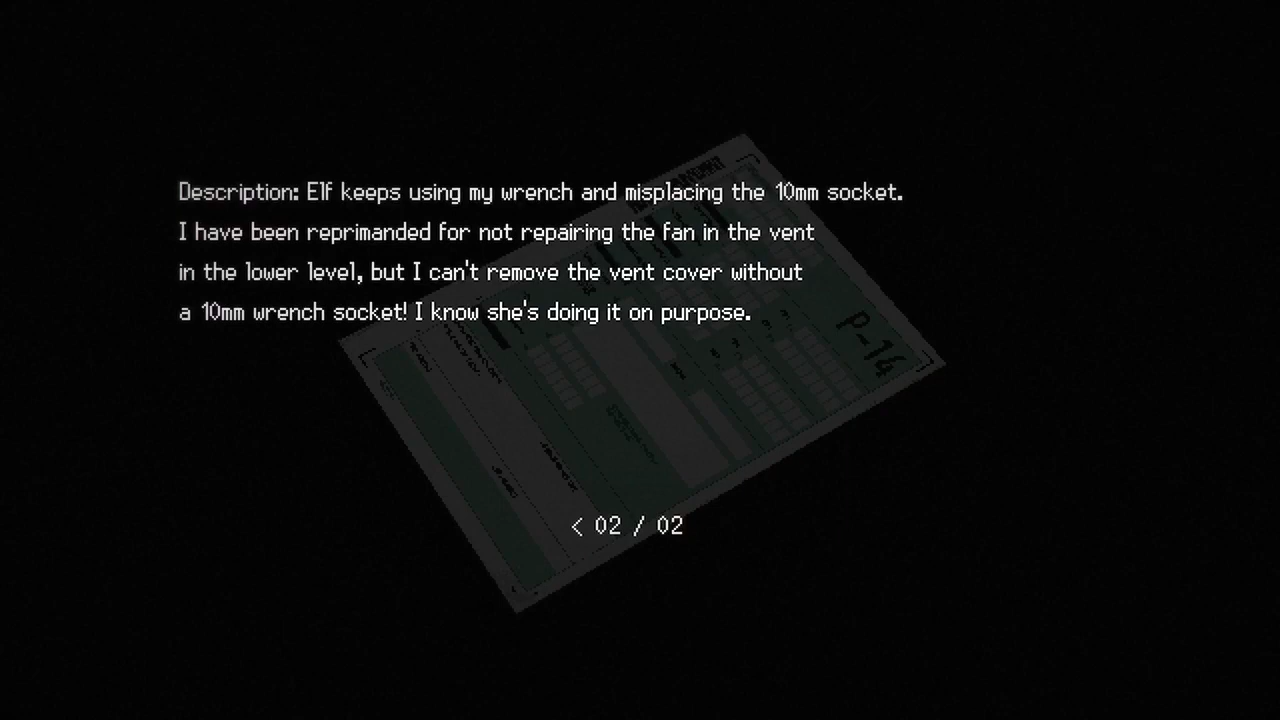 Description: Elf keeps using my wrench and misplacing the 10mm socket.
I have been reprimanded for not repairing the fan in the vent
in the lower level, but I can't remove the vent cover without
a 10mm wrench socket! I know she's doing it on purpose.
P-14
< 02 / 02